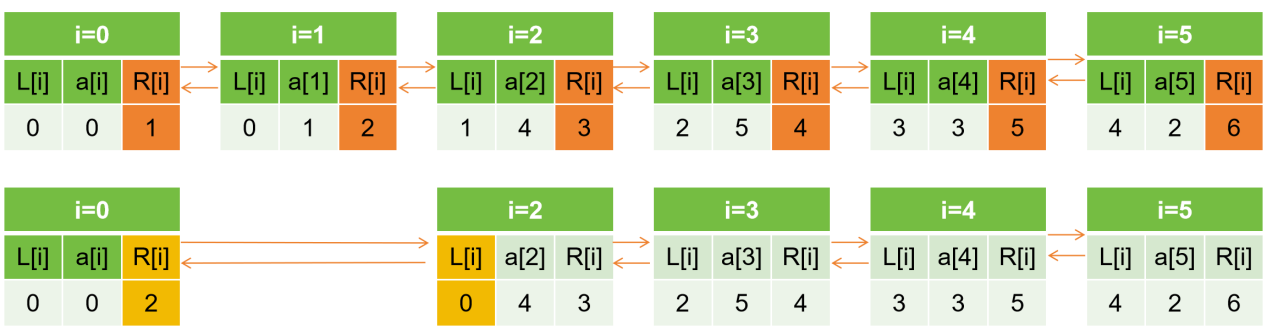 i=0 i=1 i=2 i=3 i=4 i=5
L[i] a[i] R[i] L[i] a[1] R[i] L[i] a[2] R[i] L[i] a[3] R[i] L[i] a[4] R[i] L[i] a[5] R[i]
0 0 1 0 1 2 1 4 3 2 5 4 3 3 5 4 2 6
i=0 i=2 i=3 i=4 i=5
L[i] a[i] R[i] L[i] a[2] R[i] L[i] a[3] R[i] L[i] a[4] R[i] L[i] a[5] R[i]
0 0 2 0 4 3 2 5 4 3 3 5 4 2 6